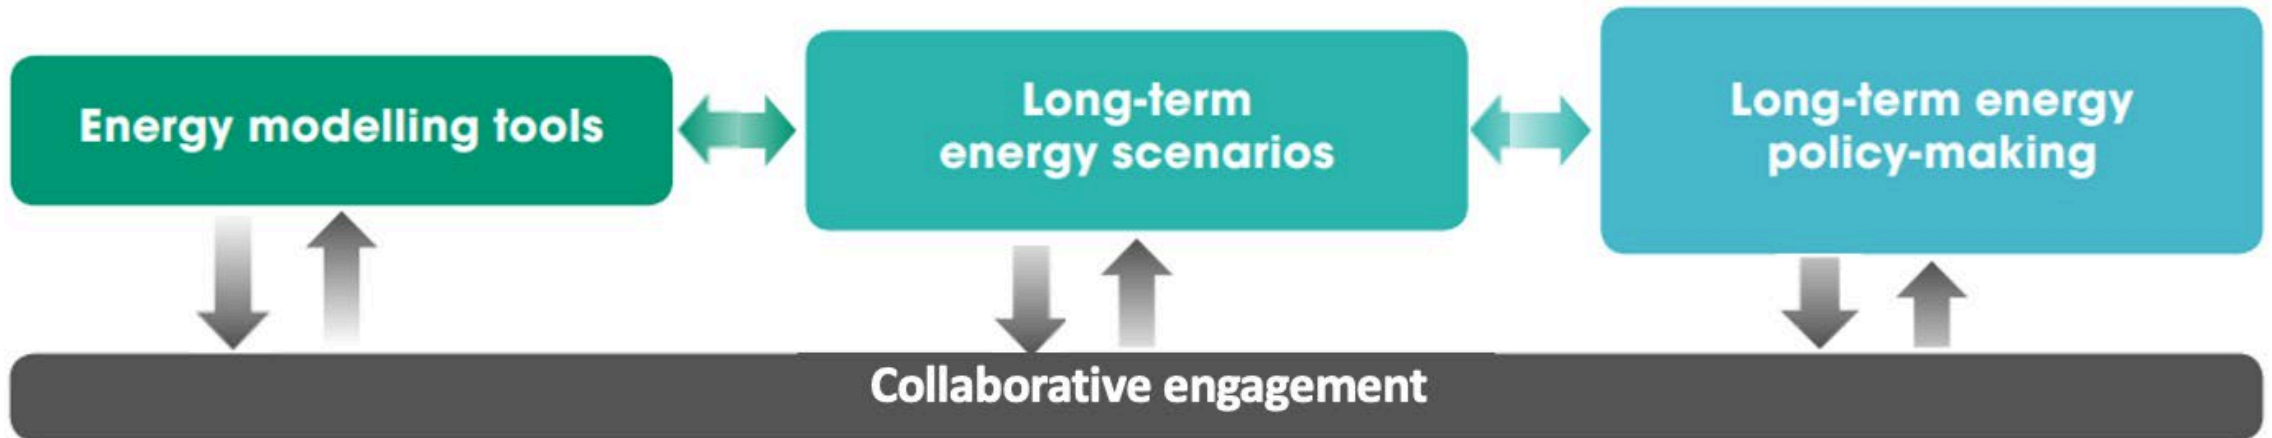 Energy modelling tools
Long-term
energy scenarios
Long-term energy
policy-making
Collaborative engagement